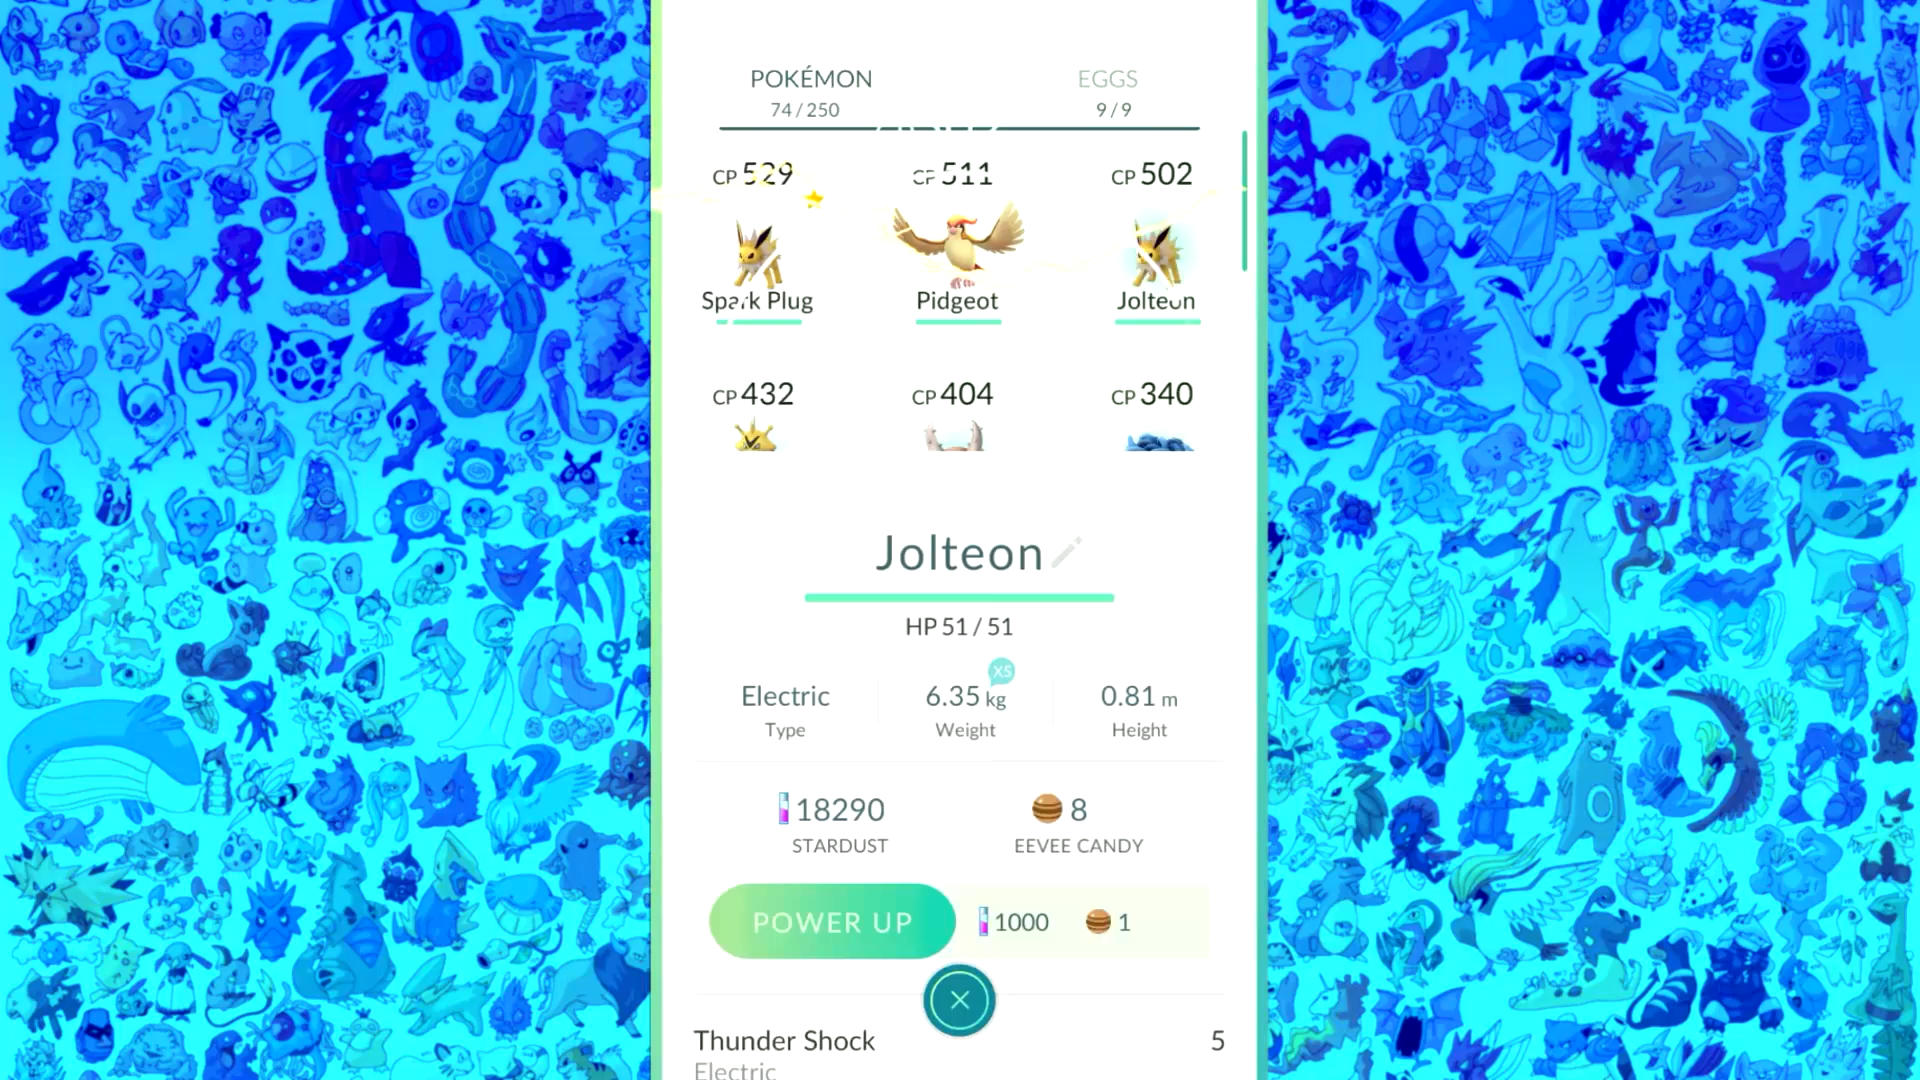 POKÉMON EGGS
74 / 250 9 / 9
CP 529 CP 511 CP 502
Spark Plug Pidgeot Jolteon
CP 432 CP 404 CP 340
Jolteon
HP 51 / 51
XS
Electric 6.35 kg 0.81 m
Type Weight Height
18290 8
STARDUST EEVEE CANDY
POWER UP 1000 1
Thunder Shock 5
Electric